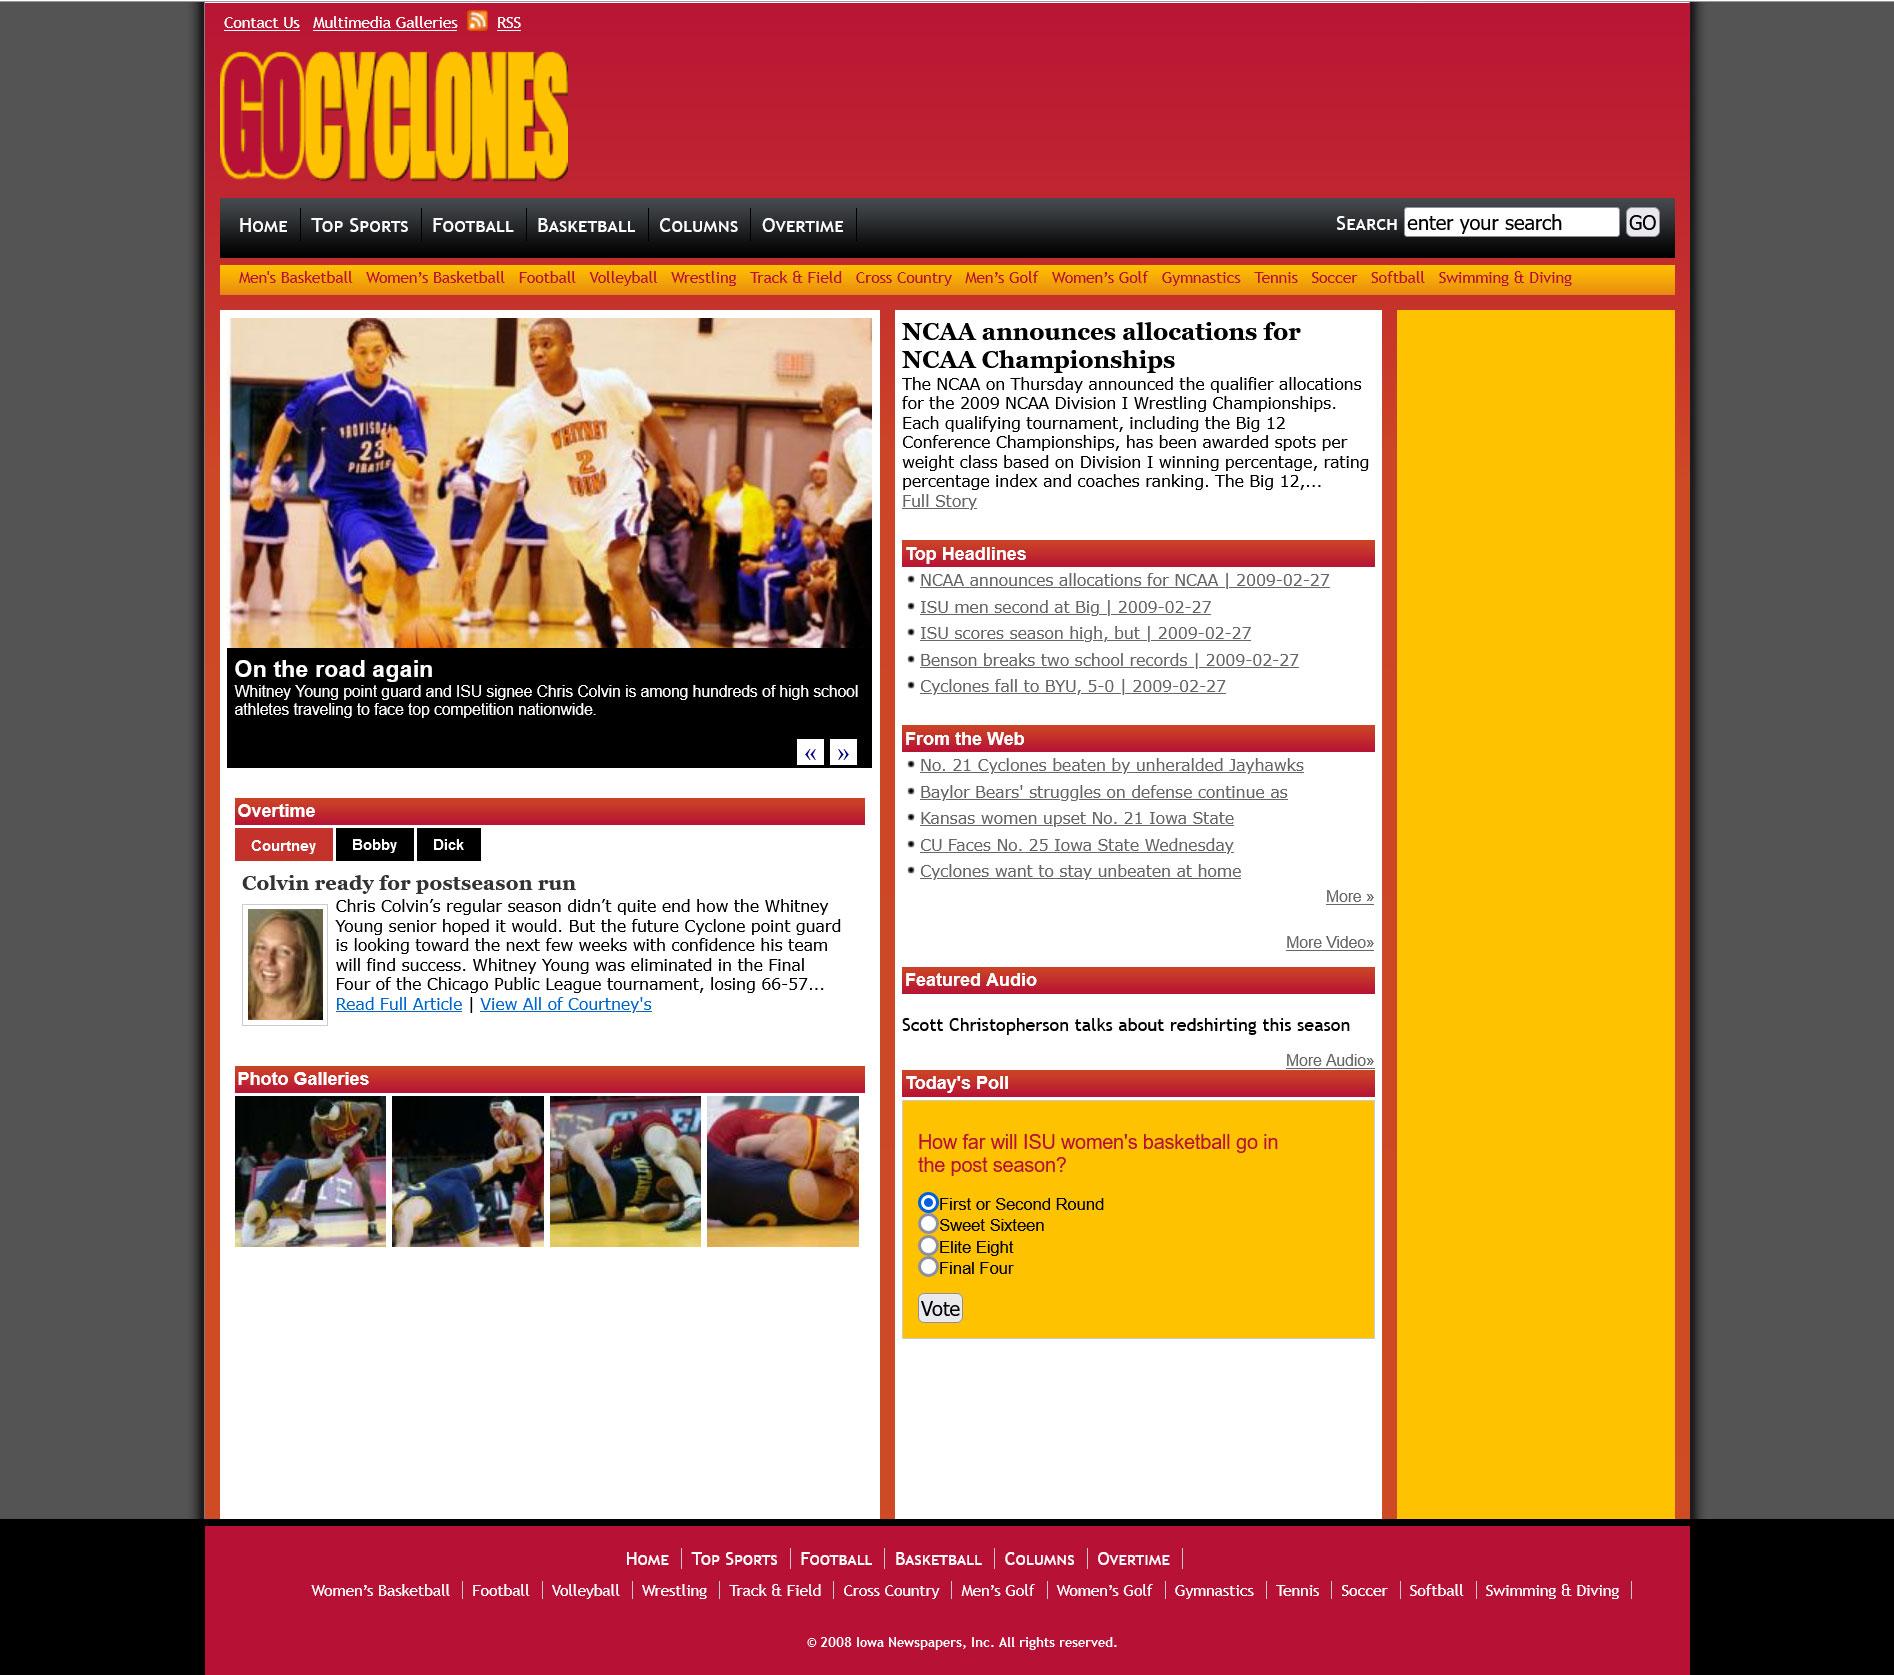 Contact Us Multimedia Galleries RSS
GOCYCLONES
Home Top Sports Football Basketball Columns Overtime Search enter your search GO
Men's Basketball Women’s Basketball Football Volleyball Wrestling Track & Field Cross Country Men’s Golf Women’s Golf Gymnastics Tennis Soccer Softball Swimming & Diving
PROVISO
23
PIRATES
WHITNEY
2
YOUNG
On the road again
Whitney Young point guard and ISU signee Chris Colvin is among hundreds of high school
athletes traveling to face top competition nationwide.
« »
Overtime
Courtney Bobby Dick
Colvin ready for postseason run
Chris Colvin’s regular season didn’t quite end how the Whitney
Young senior hoped it would. But the future Cyclone point guard
is looking toward the next few weeks with confidence his team
will find success. Whitney Young was eliminated in the Final
Four of the Chicago Public League tournament, losing 66-57...
Read Full Article | View All of Courtney's
Photo Galleries
NCAA announces allocations for
NCAA Championships
The NCAA on Thursday announced the qualifier allocations
for the 2009 NCAA Division I Wrestling Championships.
Each qualifying tournament, including the Big 12
Conference Championships, has been awarded spots per
weight class based on Division I winning percentage, rating
percentage index and coaches ranking. The Big 12,...
Full Story
Top Headlines
NCAA announces allocations for NCAA | 2009-02-27
ISU men second at Big | 2009-02-27
ISU scores season high, but | 2009-02-27
Benson breaks two school records | 2009-02-27
Cyclones fall to BYU, 5-0 | 2009-02-27
From the Web
No. 21 Cyclones beaten by unheralded Jayhawks
Baylor Bears' struggles on defense continue as
Kansas women upset No. 21 Iowa State
CU Faces No. 25 Iowa State Wednesday
Cyclones want to stay unbeaten at home
More »
More Video»
Featured Audio
Scott Christopherson talks about redshirting this season
More Audio»
Today's Poll
How far will ISU women's basketball go in
the post season?
First or Second Round
Sweet Sixteen
Elite Eight
Final Four
Vote
Home Top Sports Football Basketball Columns Overtime
Women’s Basketball Football Volleyball Wrestling Track & Field Cross Country Men’s Golf Women’s Golf Gymnastics Tennis Soccer Softball Swimming & Diving
© 2008 Iowa Newspapers, Inc. All rights reserved.